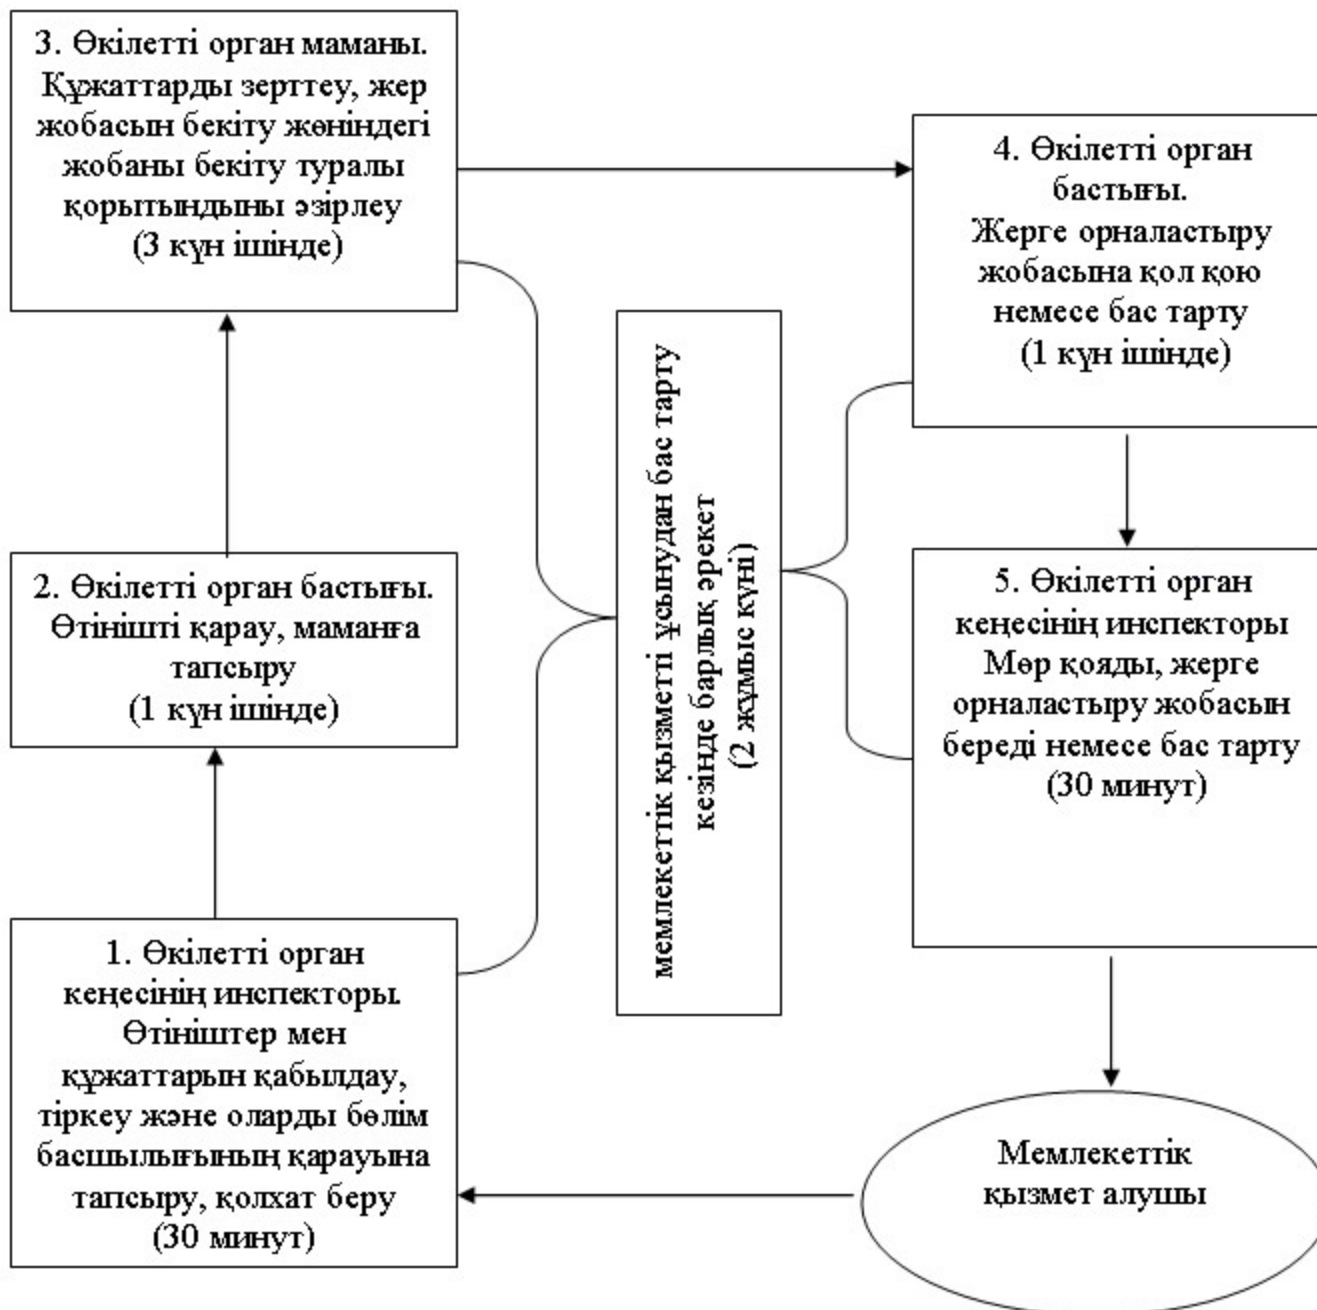 3. Өкілетті орган маманы.
Құжаттарды зерттеу, жер
жобасын бекіту жөніндегі
жобаны бекіту туралы
қорытындыны әзірлеу
(3 күн ішінде)
4. Өкілетті орган
бастығы.
Жерге орналастыру
жобасына қол қою
немесе бас тарту
(1 күн ішінде)
мемлекеттік қызметті ұсынудан бас тарту
кезінде барлық әрекет
(2 жұмыс күні)
2. Өкілетті орган бастығы.
Өтінішті қарау, маманға
тапсыру
(1 күн ішінде)
5. Өкілетті орган
кеңесінің инспекторы
Мөр қояды, жерге
орналастыру жобасын
береді немесе бас тарту
(30 минут)
1. Өкілетті орган
кеңесінің инспекторы.
Өтініштер мен
құжаттарын қабылдау,
тіркеу және оларды бөлім
басшылығының қарауына
тапсыру, қолхат беру
(30 минут)
Мемлекеттік
қызмет алушы